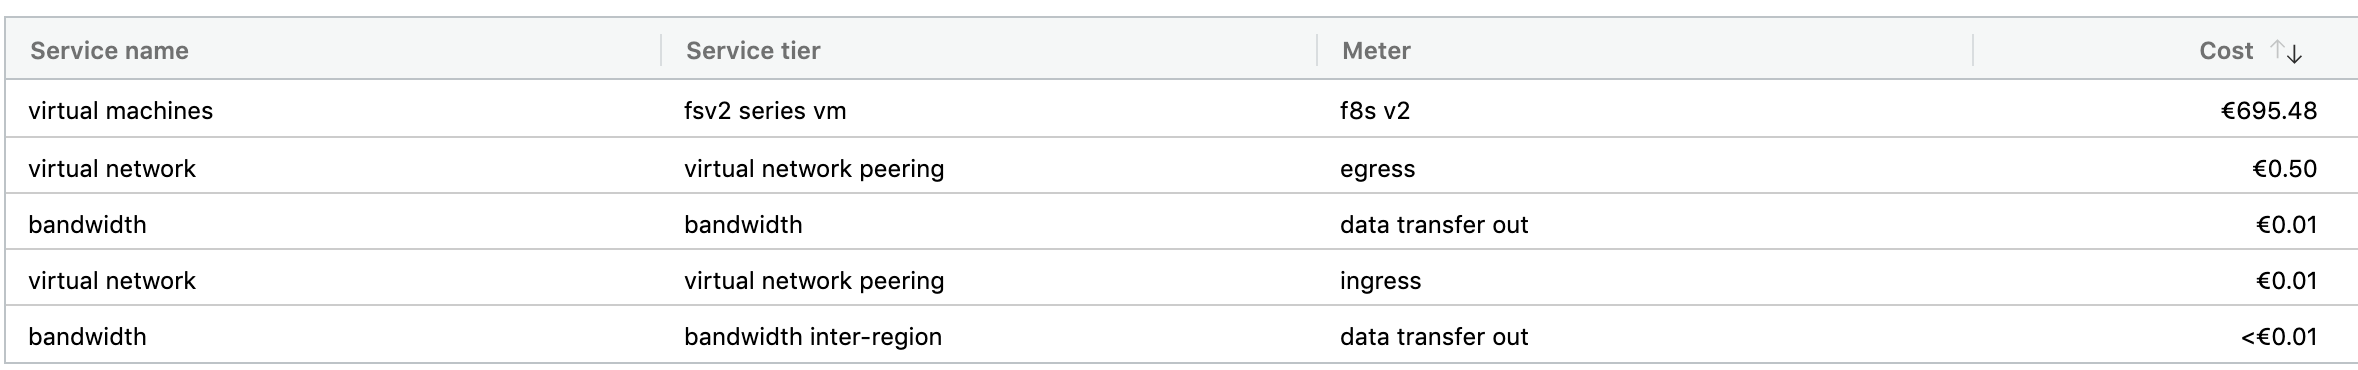 Service name Service tier Meter Cost ↑↓
virtual machines fsv2 series vm f8s v2 €695.48
virtual network virtual network peering egress €0.50
bandwidth bandwidth data transfer out €0.01
virtual network virtual network peering ingress €0.01
bandwidth bandwidth inter-region data transfer out <€0.01